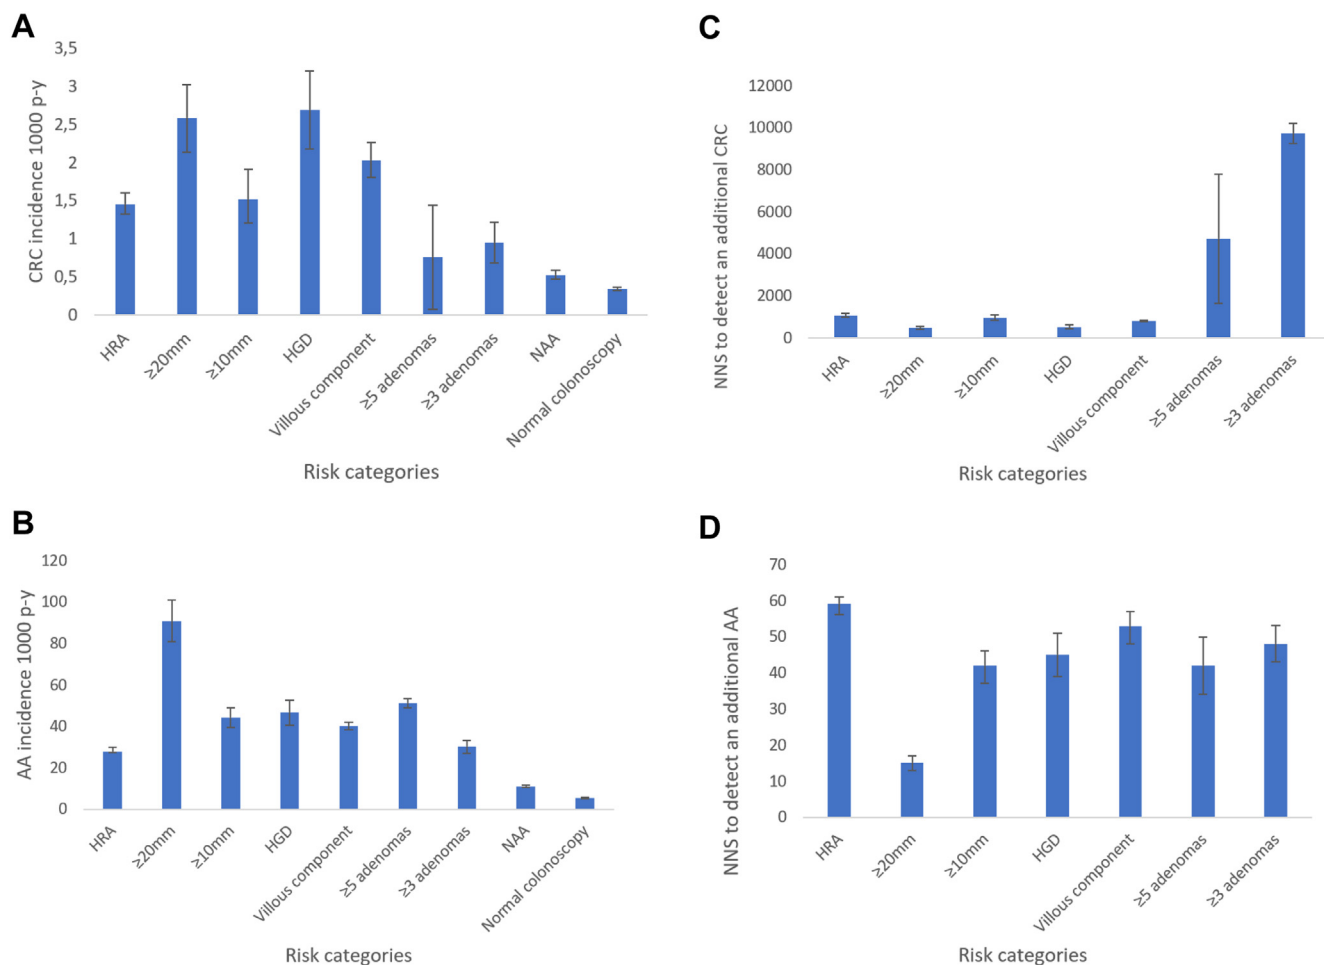 A
CRC incidence 1000 p-y
3,5
3
2,5
2
1,5
1
0,5
0
HRA
≥20mm
≥10mm
HGD
Villous component
≥5 adenomas
≥3 adenomas
NAA
Normal colonoscopy
Risk categories
C
NNS to detect an additional CRC
12000
10000
8000
6000
4000
2000
0
HRA
≥20mm
≥10mm
HGD
Villous component
≥5 adenomas
≥3 adenomas
Risk categories
B
AA incidence 1000 p-y
120
100
80
60
40
20
0
HRA
≥20mm
≥10mm
HGD
Villous component
≥5 adenomas
≥3 adenomas
NAA
Normal colonoscopy
Risk categories
D
NNS to detect an additional AA
70
60
50
40
30
20
10
0
HRA
≥20mm
≥10mm
HGD
Villous component
≥5 adenomas
≥3 adenomas
Risk categories